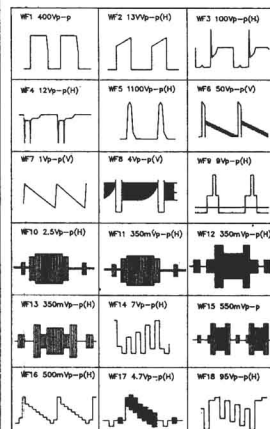 WF1 400Vp-p
WF2 13VVp-p(H)
WF3 100Vp-p(H)
WF4 12Vp-p(H)
WF5 1100Vp-p(H)
WF6 50Vp-p(V)
WF7 1Vp-p(V)
WF8 4Vp-p(V)
WF9 9Vp-p(H)
WF10 2.5Vp-p(H)
WF11 350mVp-p(H)
WF12 350mVp-p(H)
WF13 350mVp-p(H)
WF14 7Vp-p(H)
WF15 550mVp-p
WF16 500mVp-p(H)
WF17 4.7Vp-p(H)
WF18 95Vp-p(H)